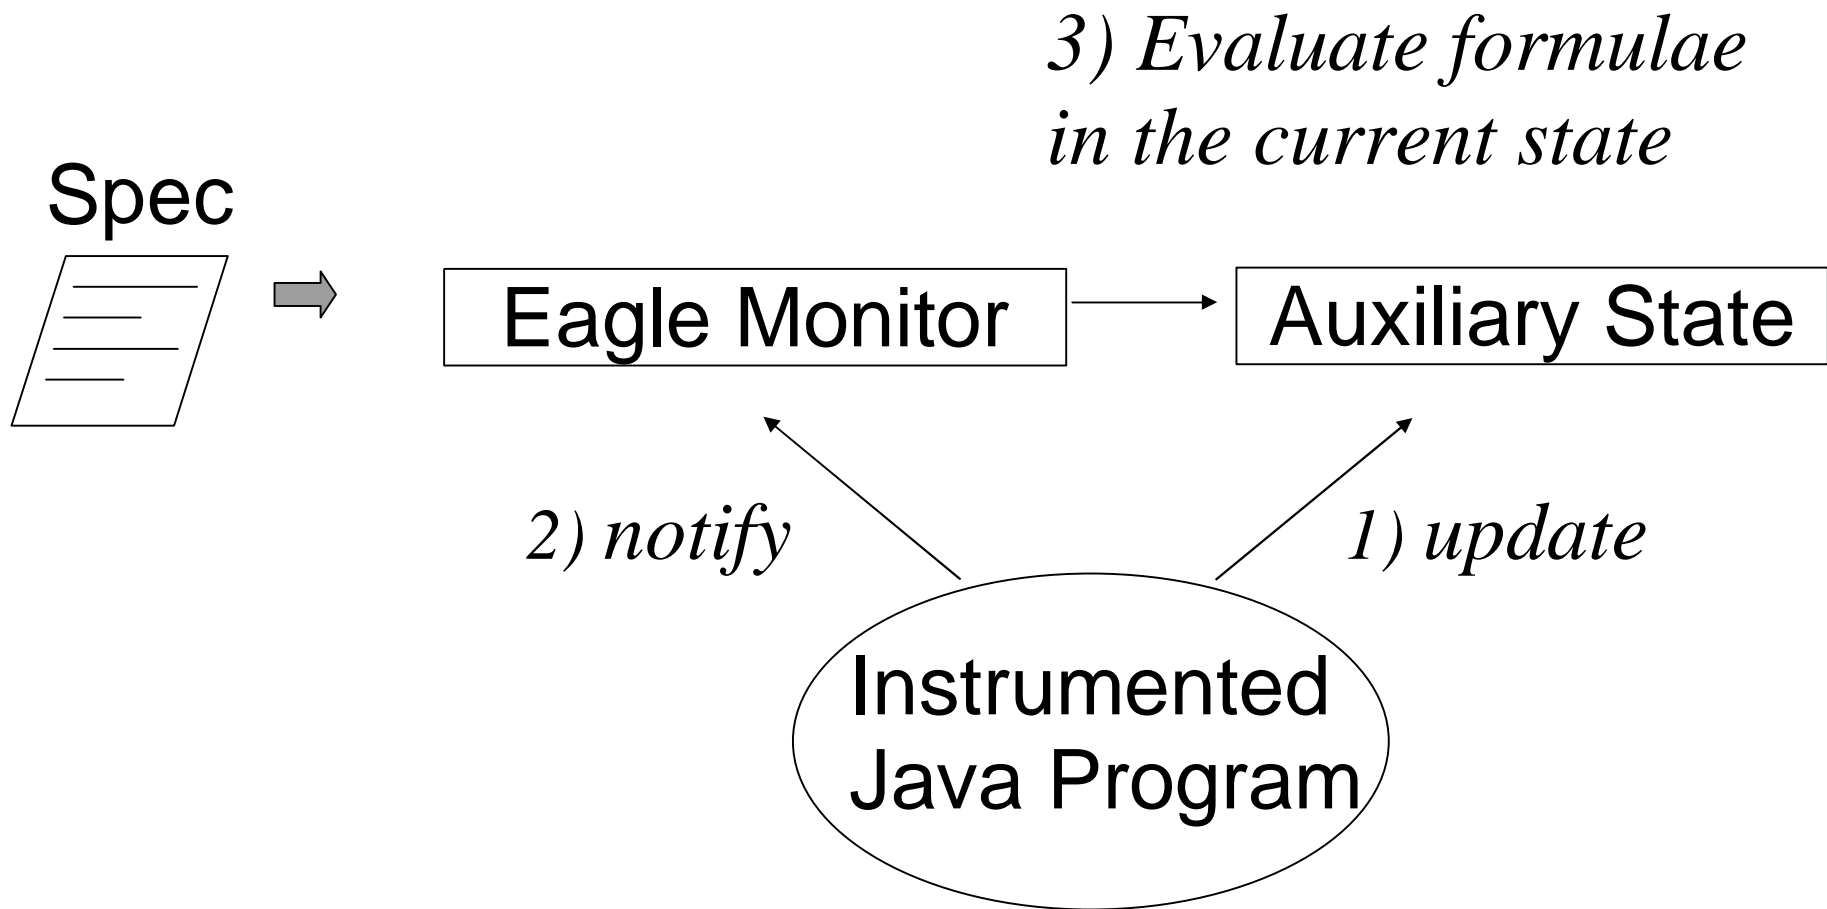 3) Evaluate formulae
in the current state
Spec
Eagle Monitor
Auxiliary State
2) notify
1) update
Instrumented
Java Program